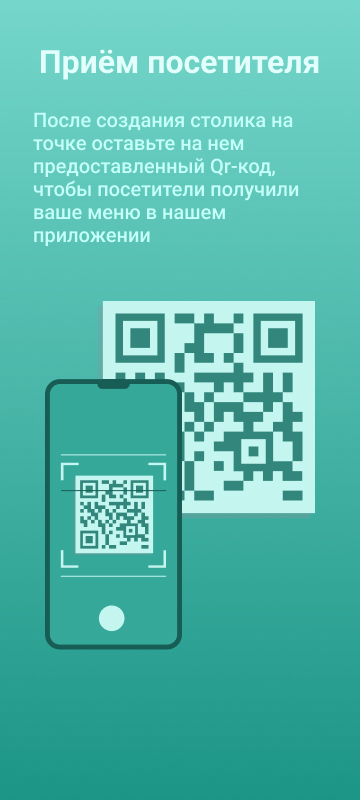 Приём посетителя
После создания столика на
точке оставьте на нем
предоставленный Qr-код,
чтобы посетители получили
ваше меню в нашем
приложении